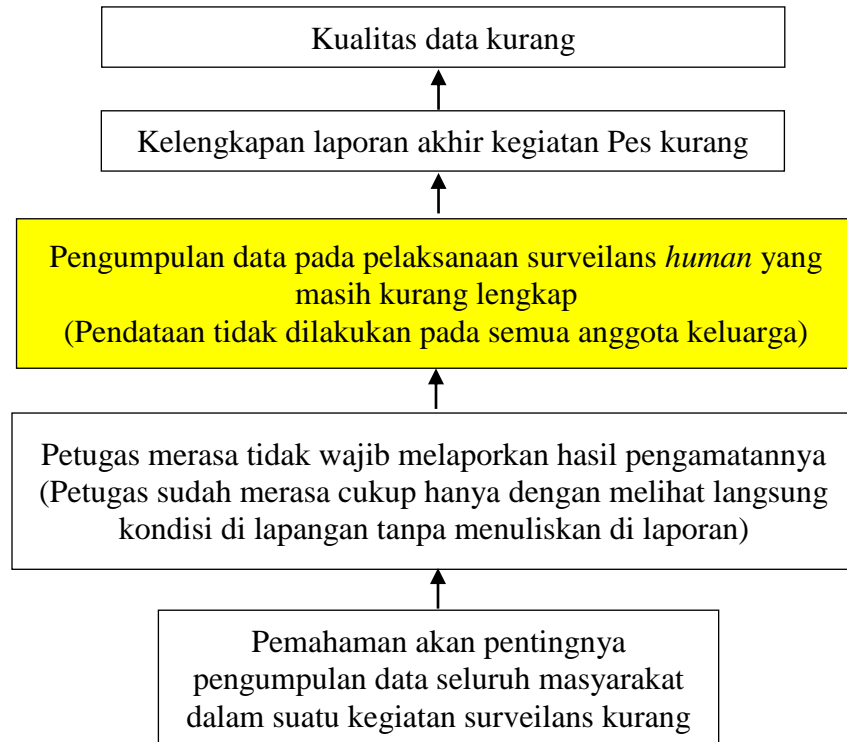 Kualitas data kurang
Kelengkapan laporan akhir kegiatan Pes kurang
Pengumpulan data pada pelaksanaan surveilans human yang
masih kurang lengkap
(Pendataan tidak dilakukan pada semua anggota keluarga)
Petugas merasa tidak wajib melaporkan hasil pengamatannya
(Petugas sudah merasa cukup hanya dengan melihat langsung
kondisi di lapangan tanpa menuliskan di laporan)
Pemahaman akan pentingnya
pengumpulan data seluruh masyarakat
dalam suatu kegiatan surveilans kurang